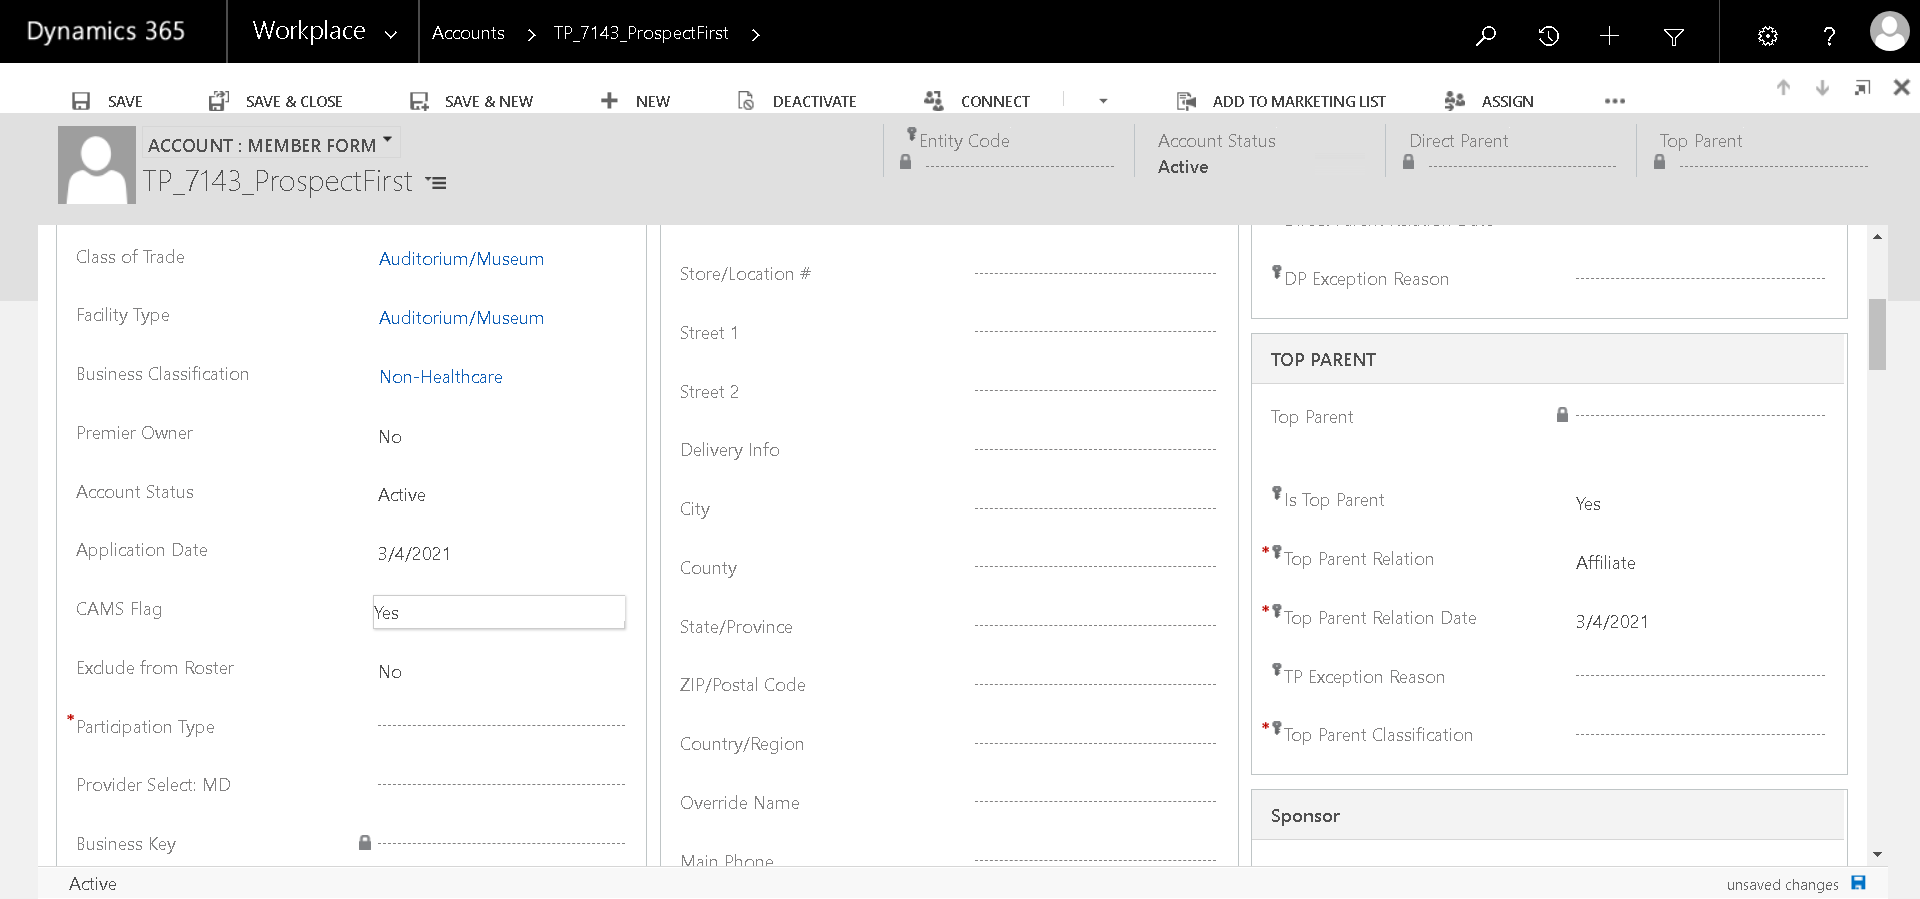 Dynamics 365
Workplace
Accounts
TP_7143_ProspectFirst
SAVE
SAVE & CLOSE
SAVE & NEW
NEW
DEACTIVATE
CONNECT
ADD TO MARKETING LIST
ASSIGN
ACCOUNT : MEMBER FORM
TP_7143_ProspectFirst
Entity Code
Account Status
Active
Direct Parent
Top Parent
Class of Trade
Auditorium/Museum
Facility Type
Auditorium/Museum
Business Classification
Non-Healthcare
Premier Owner
No
Account Status
Active
Application Date
3/4/2021
CAMS Flag
Yes
Exclude from Roster
No
*Participation Type
Provider Select: MD
Business Key
Store/Location #
Street 1
Street 2
Delivery Info
City
County
State/Province
ZIP/Postal Code
Country/Region
Override Name
Main Phone
Direct Parent Relation Date
DP Exception Reason
TOP PARENT
Top Parent
Is Top Parent
Yes
*Top Parent Relation
Affiliate
*Top Parent Relation Date
3/4/2021
TP Exception Reason
*Top Parent Classification
Sponsor
Active
unsaved changes